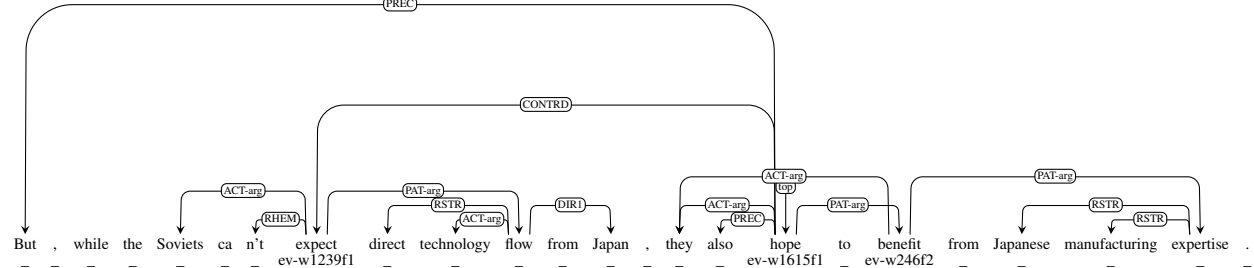 PREC
CONTRD
ACT-arg PAT-arg ACT-arg top PAT-arg
RSTR DIR1 ACT-arg PAT-arg RSTR
RHEM ACT-arg PREC RSTR
But , while the Soviets ca n't expect direct technology flow from Japan , they also hope to benefit from Japanese manufacturing expertise .
ev-w1239f1 ev-w1615f1 ev-w246f2
_ _ _ _ _ _ _ _ _ _ _ _ _ _ _ _ _ _ _ _ _ _